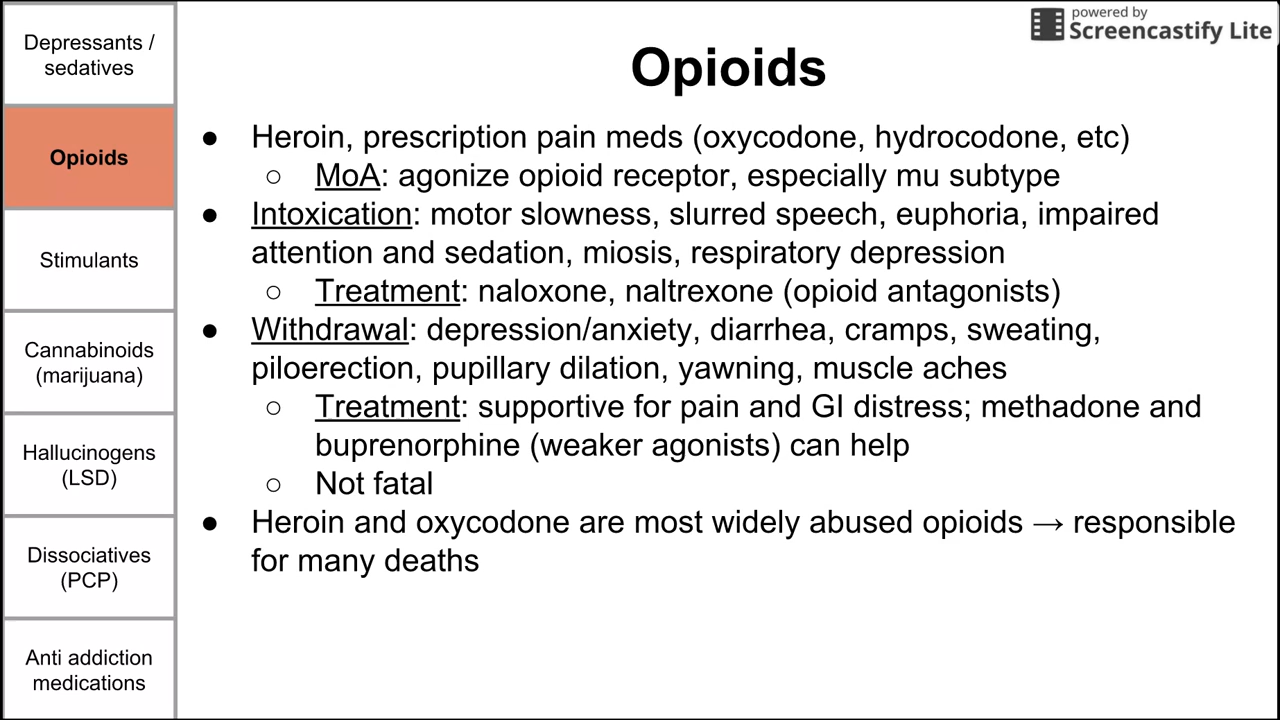 powered by
Screencastify Lite
Depressants /
sedatives
Opioids
Stimulants
Cannabinoids
(marijuana)
Hallucinogens
(LSD)
Dissociatives
(PCP)
Anti addiction
medications
Opioids
● Heroin, prescription pain meds (oxycodone, hydrocodone, etc)
○ MoA: agonize opioid receptor, especially mu subtype
● Intoxication: motor slowness, slurred speech, euphoria, impaired
attention and sedation, miosis, respiratory depression
○ Treatment: naloxone, naltrexone (opioid antagonists)
● Withdrawal: depression/anxiety, diarrhea, cramps, sweating,
piloerection, pupillary dilation, yawning, muscle aches
○ Treatment: supportive for pain and GI distress; methadone and
buprenorphine (weaker agonists) can help
○ Not fatal
● Heroin and oxycodone are most widely abused opioids → responsible
for many deaths